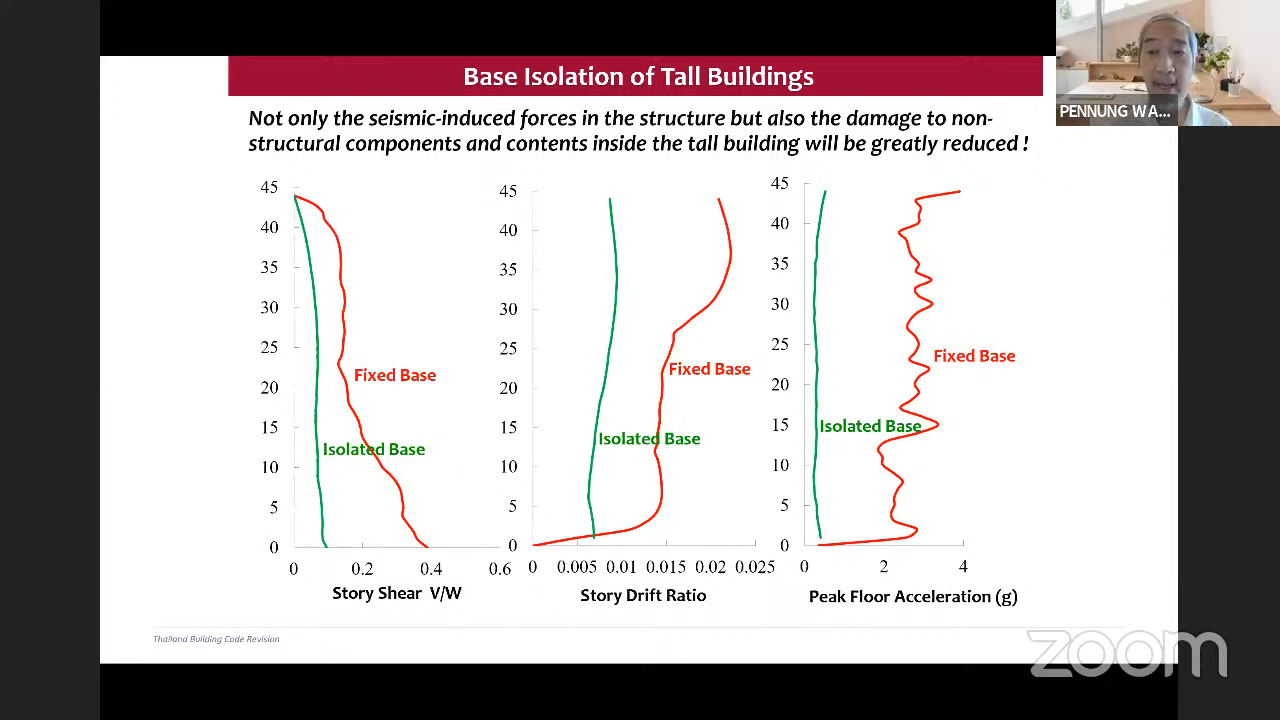 Base Isolation of Tall Buildings
PENNUNG WA...
Not only the seismic-induced forces in the structure but also the damage to non-
structural components and contents inside the tall building will be greatly reduced !
45
40
35
30
25
20
15
10
5
0
Fixed Base
Isolated Base
0 0.2 0.4 0.6
Story Shear V/W
45
40
35
30
25
20
15
10
5
0
Fixed Base
Isolated Base
0 0.005 0.01 0.015 0.02 0.025
Story Drift Ratio
45
40
35
30
25
20
15
10
5
0
Fixed Base
Isolated Base
0 2 4
Peak Floor Acceleration (g)
Thailand Building Code Revision
zoom